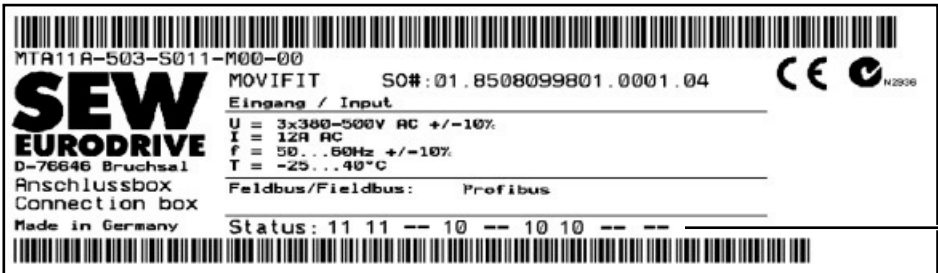 MTA11A-503-S011-M00-00
SEW
EURODRIVE
D-76646 Bruchsal
Anschlussbox
Connection box
Made in Germany
MOVIFIT SO#:01.8508099801.0001.04
Eingang / Input
U = 3x380-500V AC +/-10%
I = 12A AC
f = 50...60Hz +/-10%
T = -25...40°C
Feldbus/Fieldbus: Profibus
Status: 11 11 -- 10 -- 10 10 -- --
CE
N2936